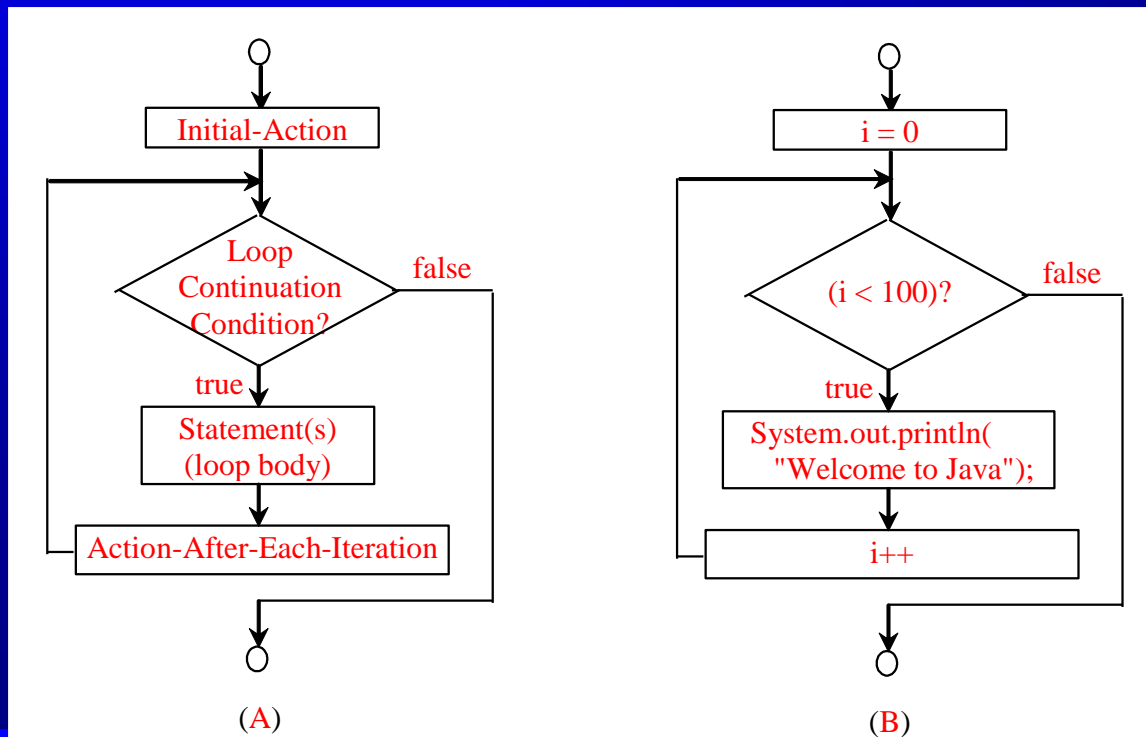 Initial-Action
Loop
Continuation
Condition?
false
true
Statement(s)
(loop body)
Action-After-Each-Iteration
(A)
i = 0
(i < 100)?
false
true
System.out.println(
"Welcome to Java");
i++
(B)